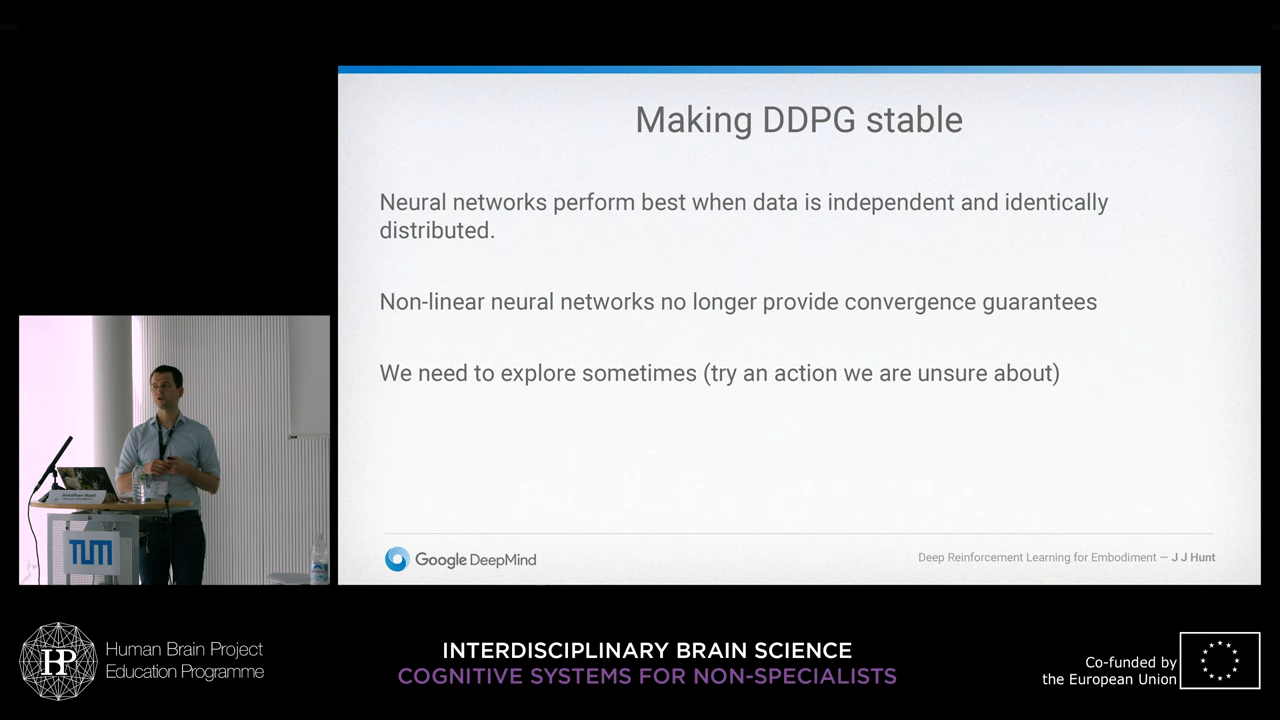 Making DDPG stable
Neural networks perform best when data is independent and identically
distributed.
Non-linear neural networks no longer provide convergence guarantees
We need to explore sometimes (try an action we are unsure about)
Google DeepMind
Deep Reinforcement Learning for Embodiment — J J Hunt
Jonathan Hunt
TUM
HP
Human Brain Project
Education Programme
INTERDISCIPLINARY BRAIN SCIENCE
COGNITIVE SYSTEMS FOR NON-SPECIALISTS
Co-funded by
the European Union